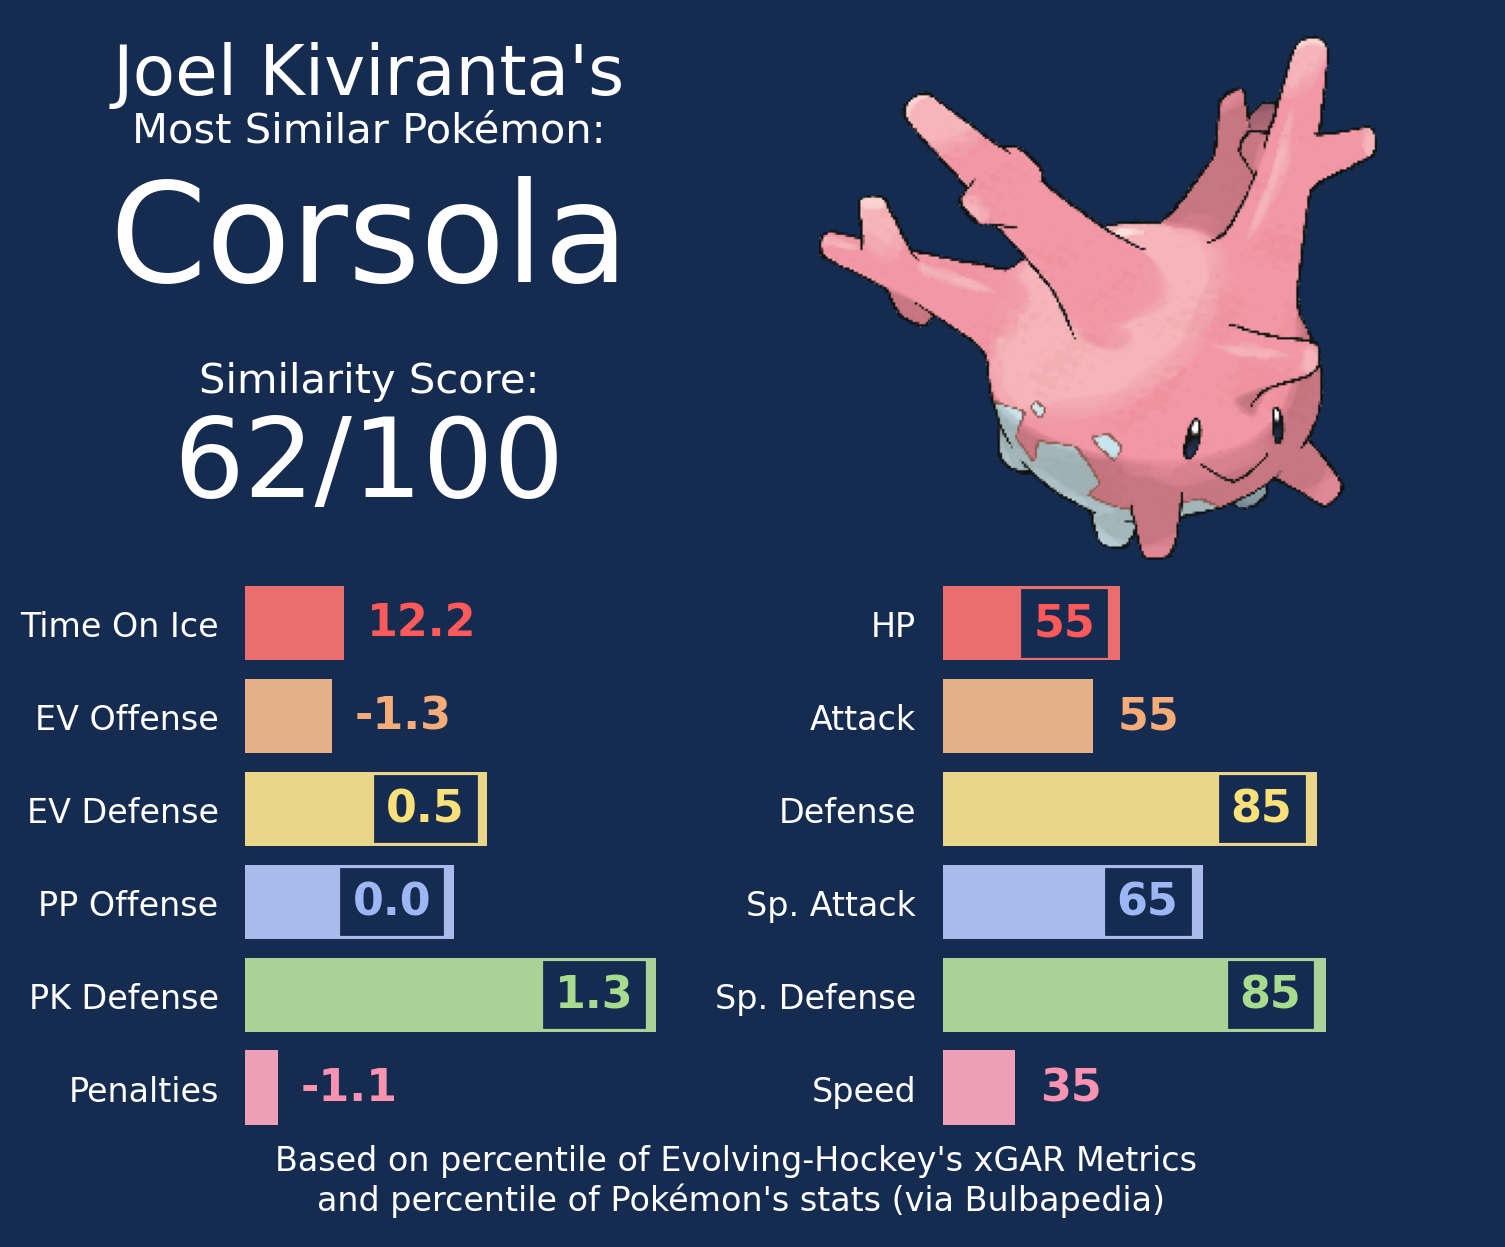 Joel Kiviranta's
Most Similar Pokémon:
Corsola
Similarity Score:
62/100
Time On Ice 12.2
EV Offense -1.3
EV Defense 0.5
PP Offense 0.0
PK Defense 1.3
Penalties -1.1
HP 55
Attack 55
Defense 85
Sp. Attack 65
Sp. Defense 85
Speed 35
Based on percentile of Evolving-Hockey's xGAR Metrics
and percentile of Pokémon's stats (via Bulbapedia)